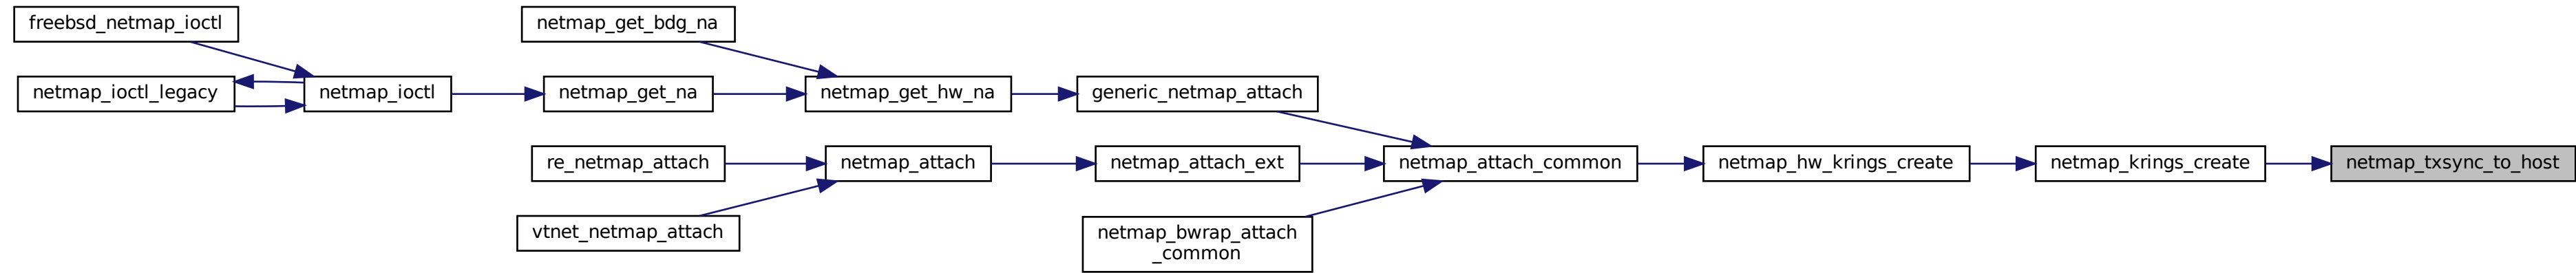 freebsd_netmap_ioctl
netmap_ioctl_legacy
netmap_ioctl
netmap_get_bdg_na
netmap_get_na
re_netmap_attach
vtnet_netmap_attach
netmap_get_hw_na
netmap_attach
generic_netmap_attach
netmap_attach_ext
netmap_bwrap_attach
_common
netmap_attach_common
netmap_hw_krings_create
netmap_krings_create
netmap_txsync_to_host